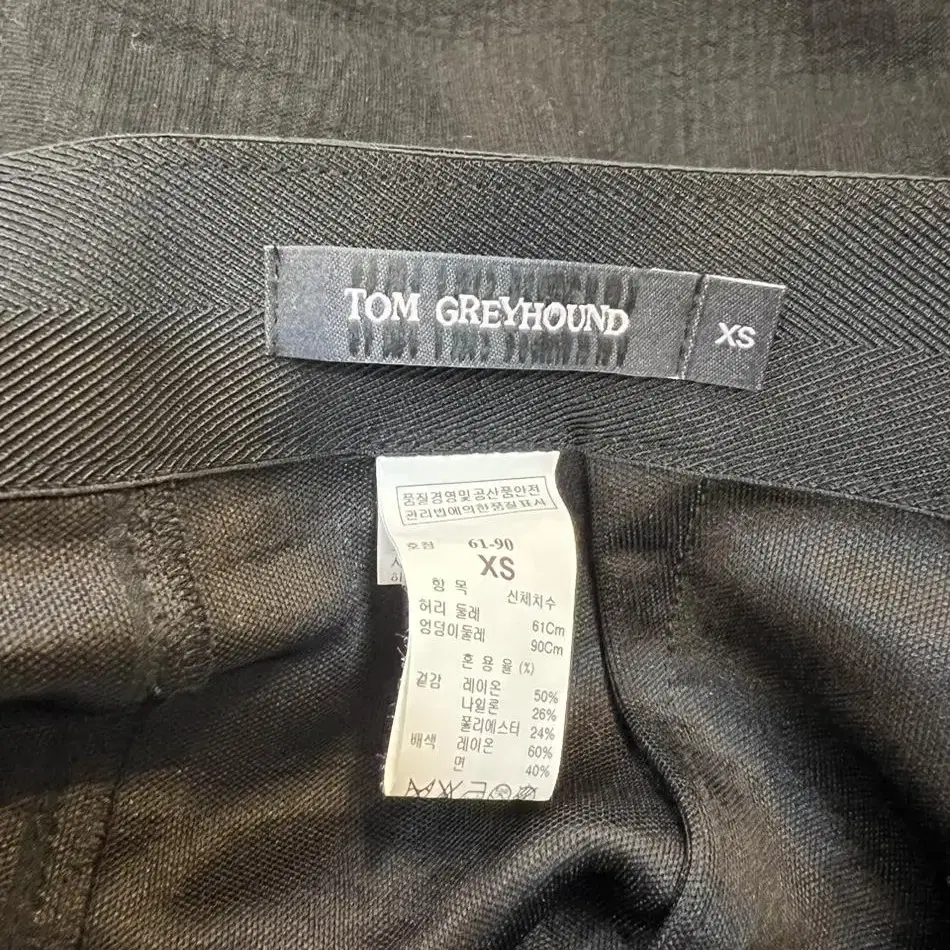 TOM GREYHOUND
XS
품질경영및공산품안전
관리법에의한품질표시
호칭 61-90
XS
항 목 신체치수
허리 둘레 61Cm
엉덩이둘레 90Cm
혼 용 율 (%)
겉감 레이온 50%
나일론 26%
폴리에스타 24%
배색 레이온 60%
면 40%